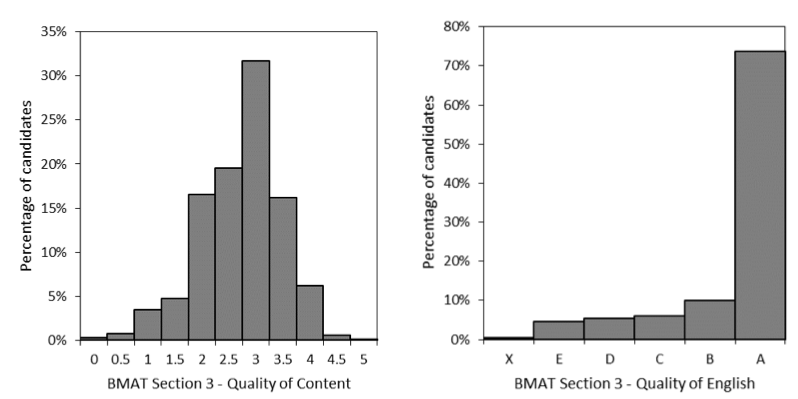 Percentage of candidates
35%
30%
25%
20%
15%
10%
5%
0%
0 0.5 1 1.5 2 2.5 3 3.5 4 4.5 5
BMAT Section 3 - Quality of Content
Percentage of candidates
80%
70%
60%
50%
40%
30%
20%
10%
0%
X E D C B A
BMAT Section 3 - Quality of English